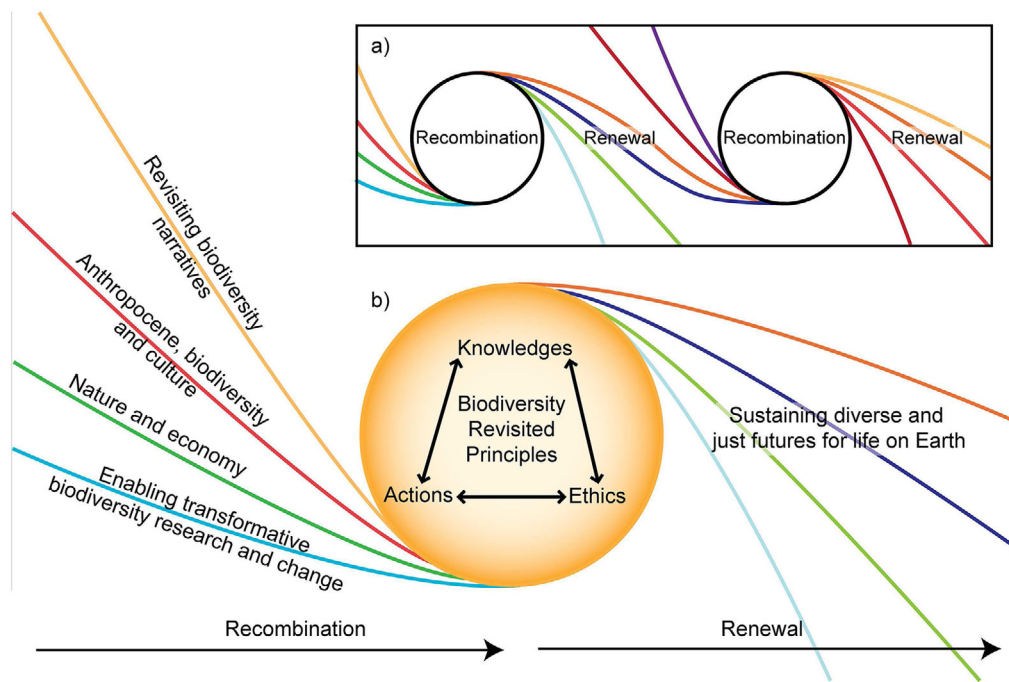 a)
Recombination
Renewal
Recombination
Renewal
b)
Revisiting biodiversity
narratives
Anthropocene, biodiversity
and culture
Nature and economy
Enabling transformative
biodiversity research and change
Knowledges
Biodiversity
Revisited
Principles
Actions
Ethics
Sustaining diverse and
just futures for life on Earth
Recombination
Renewal